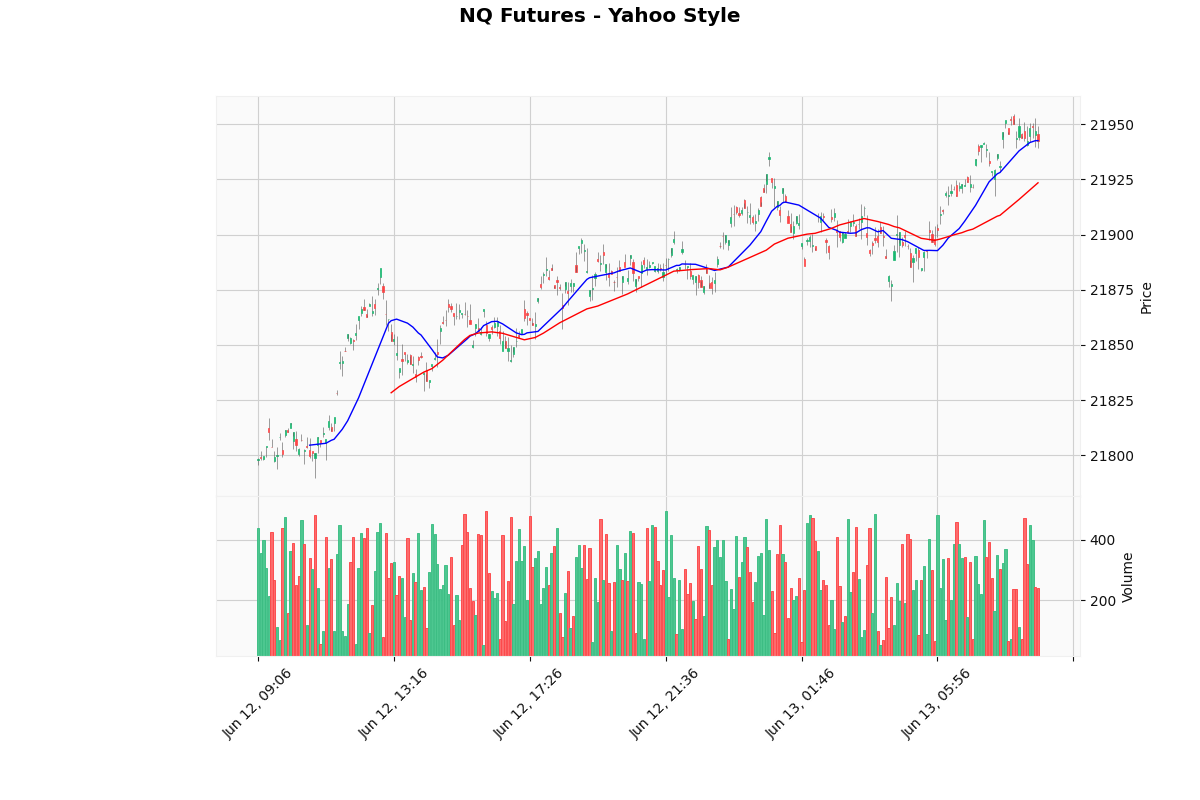 NQ Futures - Yahoo Style
21950
21925
21900
21875
21850
21825
21800
Price
400
200
Volume
Jun 12, 09:06
Jun 12, 13:16
Jun 12, 17:26
Jun 12, 21:36
Jun 13, 01:46
Jun 13, 05:56